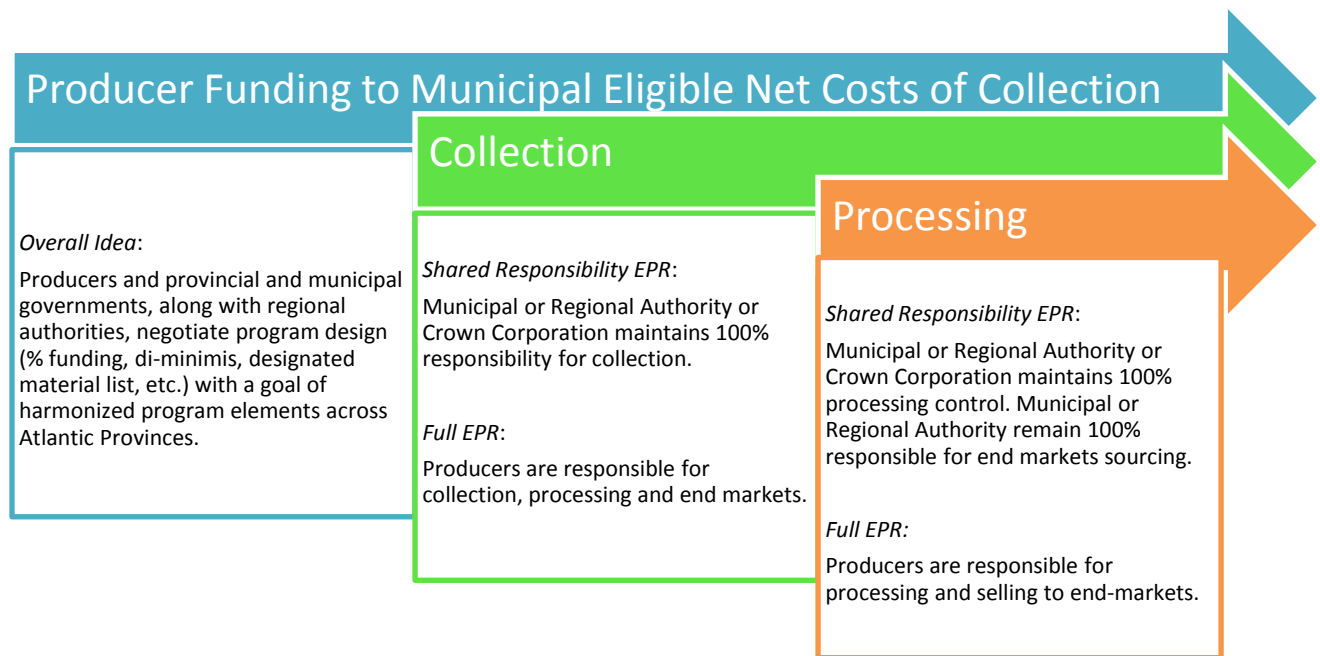 Producer Funding to Municipal Eligible Net Costs of Collection
Overall Idea:
Producers and provincial and municipal
governments, along with regional
authorities, negotiate program design
(% funding, di-minimis, designated
material list, etc.) with a goal of
harmonized program elements across
Atlantic Provinces.
Collection
Shared Responsibility EPR:
Municipal or Regional Authority or
Crown Corporation maintains 100%
responsibility for collection.
Full EPR:
Producers are responsible for
collection, processing and end markets.
Processing
Shared Responsibility EPR:
Municipal or Regional Authority or
Crown Corporation maintains 100%
processing control. Municipal or
Regional Authority remain 100%
responsible for end markets sourcing.
Full EPR:
Producers are responsible for
processing and selling to end-markets.